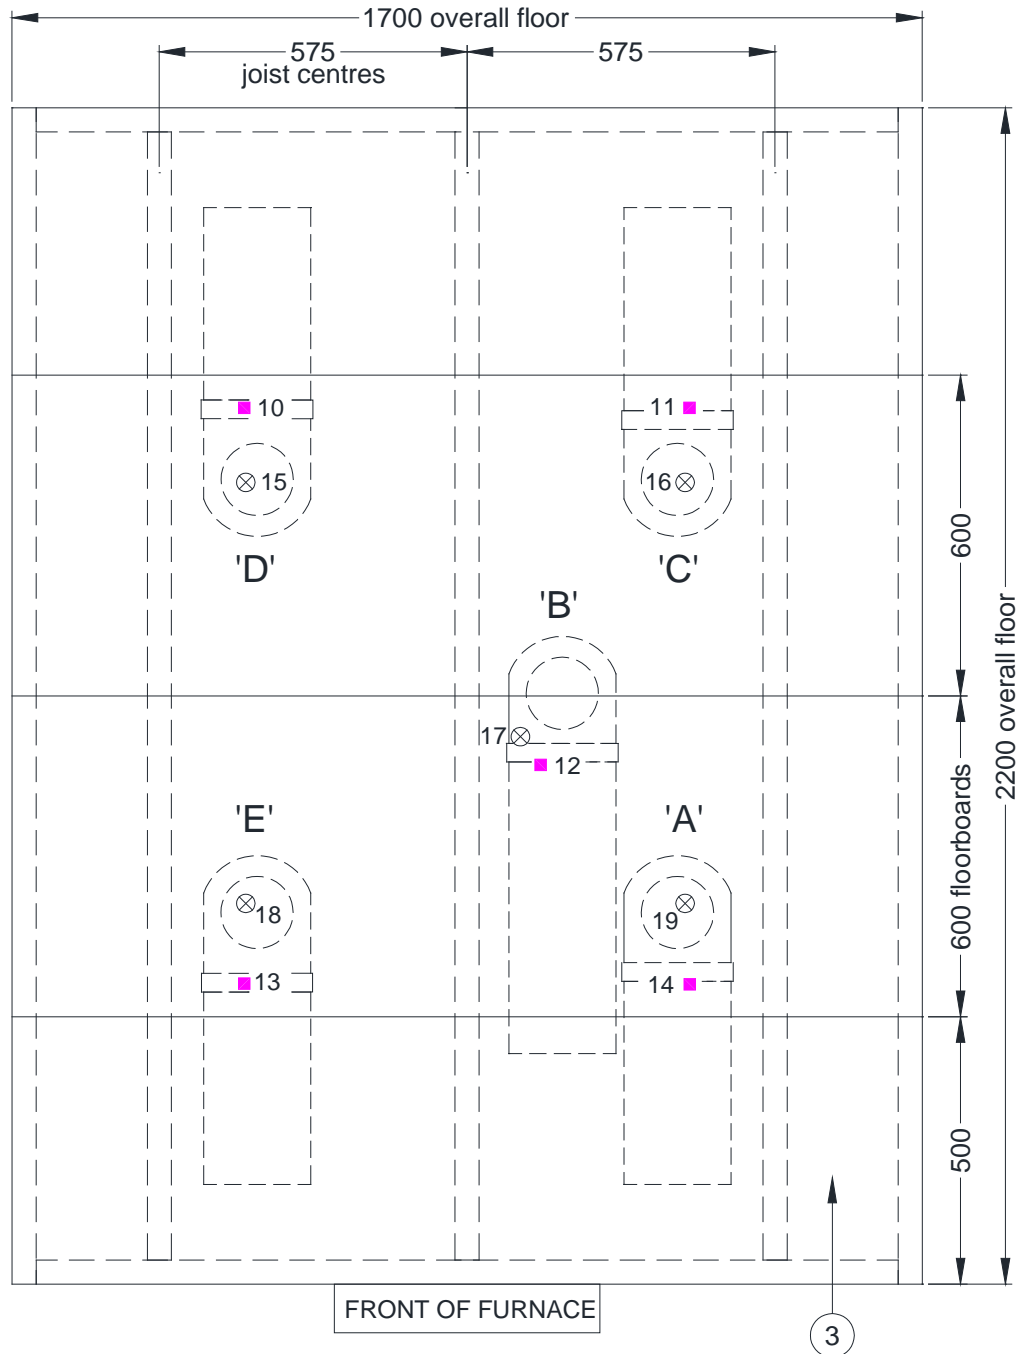 1700 overall floor
575
575
joist centres
10
11
15
16
600
'D'
'C'
'B'
2200 overall floor
17
12
600 floorboards
'E'
'A'
18
19
13
14
500
FRONT OF FURNACE
3